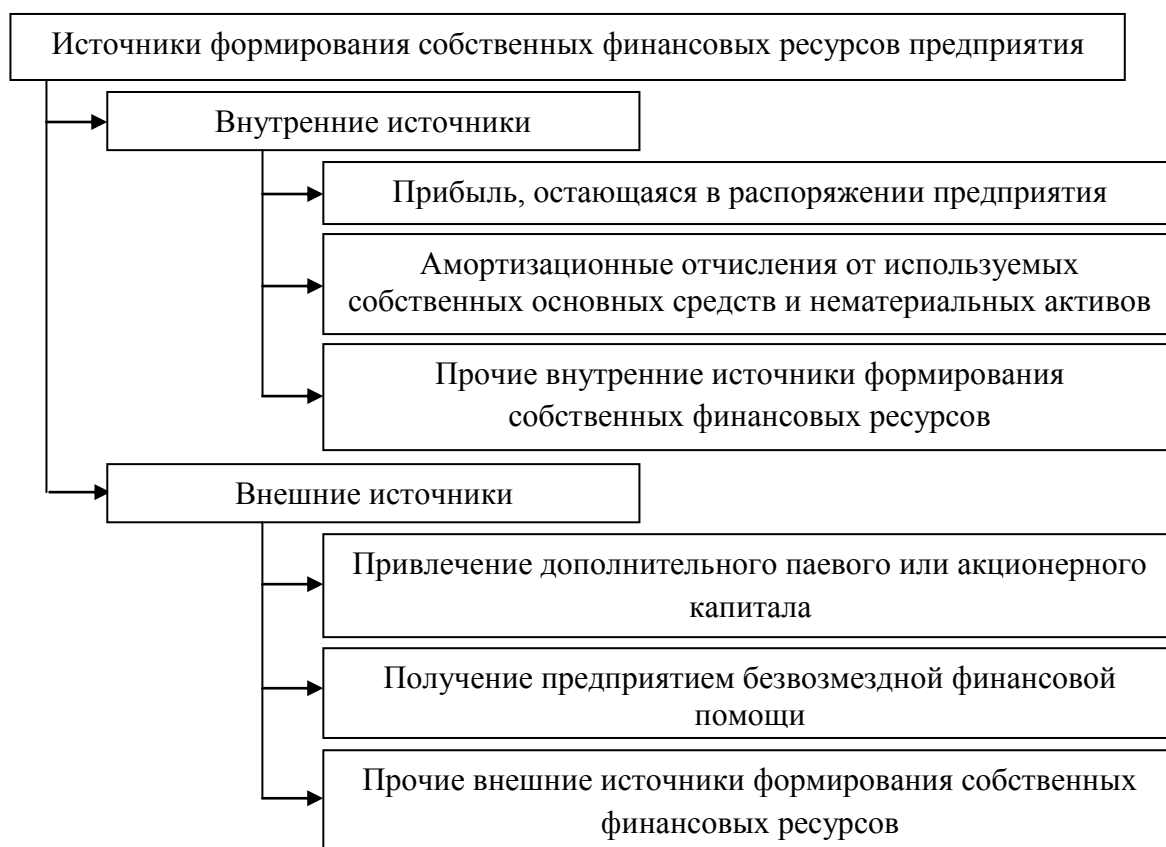 Источники формирования собственных финансовых ресурсов предприятия
Внутренние источники
Прибыль, остающаяся в распоряжении предприятия
Амортизационные отчисления от используемых
собственных основных средств и нематериальных активов
Прочие внутренние источники формирования
собственных финансовых ресурсов
Внешние источники
Привлечение дополнительного паевого или акционерного
капитала
Получение предприятием безвозмездной финансовой
помощи
Прочие внешние источники формирования собственных
финансовых ресурсов